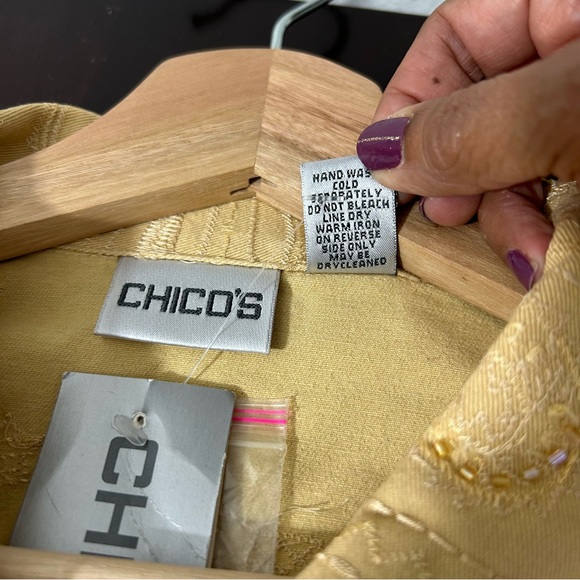 HAND WASH
COLD
SEPARATELY
DO NOT BLEACH
LINE DRY
WARM IRON
ON REVERSE
SIDE ONLY
MAY BE
DRYCLEANED
CHICO'S
CHI